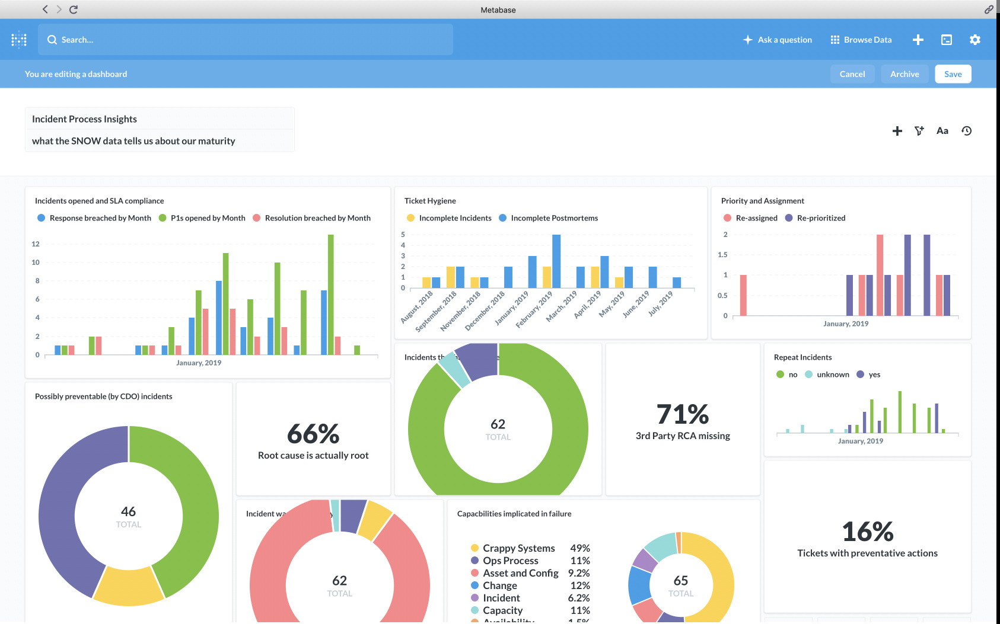 Metabase
Search...
Ask a question
Browse Data
You are editing a dashboard
Cancel
Archive
Save
Incident Process Insights
what the SNOW data tells us about our maturity
Aa
Incidents opened and SLA compliance
Response breached by Month
P1s opened by Month
Resolution breached by Month
12
10
8
6
4
2
0
January, 2019
Ticket Hygiene
Incomplete Incidents
Incomplete Postmortems
5
4
3
2
1
0
August, 2018
September, 2018
November, 2018
December, 2018
January, 2019
February, 2019
March, 2019
April, 2019
May, 2019
June, 2019
July, 2019
Priority and Assignment
Re-assigned
Re-prioritized
2
1.5
1
0.5
0
January, 2019
Possibly preventable (by CDO) incidents
46
TOTAL
66%
Root cause is actually root
Incidents
62
TOTAL
71%
3rd Party RCA missing
Repeat Incidents
no
unknown
yes
January, 2019
Incident
62
TOTAL
Capacbilities implicated in failure
Crappy Systems 49%
Ops Process 11%
Asset and Config 9.2%
Change 12%
Incident 6.2%
Capacity 11%
Availability 1.5%
65
TOTAL
16%
Tickets with preventative actions